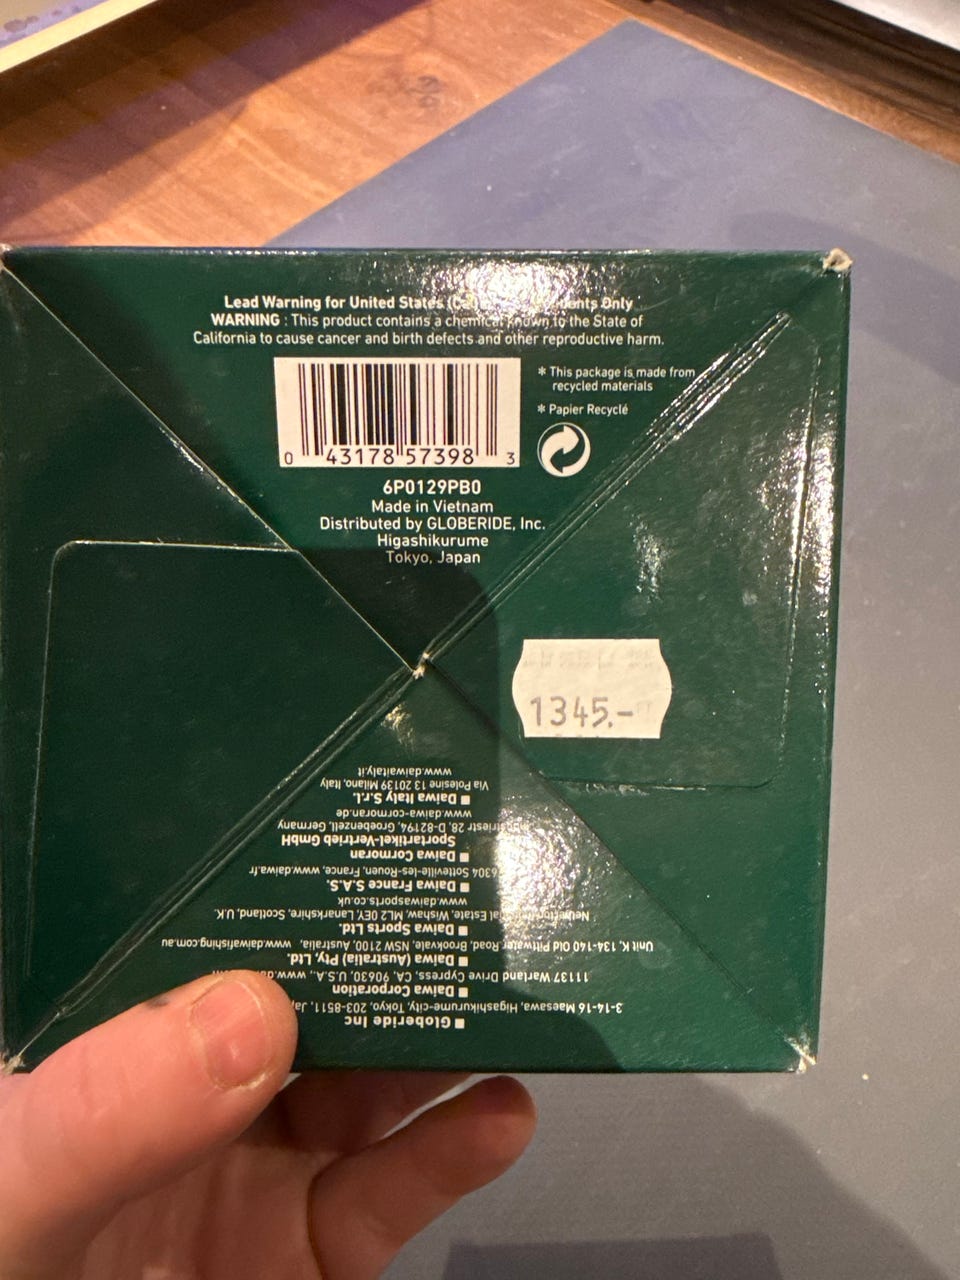 Lead Warning for United States Only
WARNING : This product contains a chemical known to the State of
California to cause cancer and birth defects and other reproductive harm.
* This package is made from
recycled materials
* Papier Recyclé
0 43178 57398 3
6P0129PB0
Made in Vietnam
Distributed by GLOBERIDE, Inc.
Higashikurume
Tokyo, Japan
1345.-
■ Globeride Inc
3-14-16 Maesawa, Higashikurume-city, Tokyo, 203-8511,
■ Daiwa Corporation
11137 Warland Drive Cypress, CA, 90630, U.S.A.,
■ Daiwa (Australia) Pty, Ltd.
Unit K, 134-140 Old Pittwater Road, Brookvale, NSW 2100, Australia, www.daiwafishing.com.au
■ Daiwa Sports Ltd.
Estate, Wishaw, ML2 0EY, Lanarkshire, Scotland, U.K.
www.daiwasports.co.uk
■ Daiwa France S.A.S.
Sotteville-les-Rouen, France, www.daiwa.fr
■ Daiwa Cormoran
Sportartikel-Vertrieb GmbH
28, D-82194, Groebenzell, Germany
www.daiwa-cormoran.de
■ Daiwa Italy S.r.l.
Via Polesine 13 20139 Milano, Italy
www.daiwaitaly.it